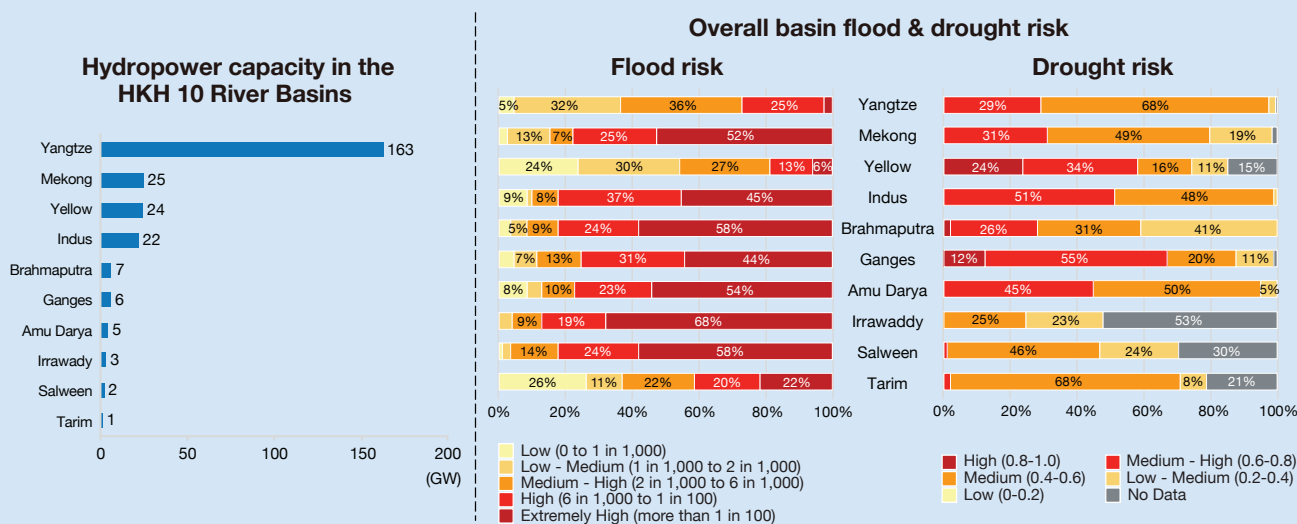 Hydropower capacity in the
HKH 10 River Basins
Yangtze 163
Mekong 25
Yellow 24
Indus 22
Brahmaputra 7
Ganges 6
Amu Darya 5
Irrawady 3
Salween 2
Tarim 1
0 50 100 150 200
(GW)
Overall basin flood & drought risk
Flood risk Drought risk
5% 32% 36% 25% Yangtze 29% 68%
13% 7% 25% 52% Mekong 31% 49% 19%
24% 30% 27% 13% 6% Yellow 24% 34% 16% 11% 15%
9% 8% 37% 45% Indus 51% 48%
5% 9% 24% 58% Brahmaputra 26% 31% 41%
7% 13% 31% 44% Ganges 12% 55% 20% 11%
8% 10% 23% 54% Amu Darya 45% 50% 5%
9% 19% 68% Irrawaddy 25% 23% 53%
14% 24% 58% Salween 46% 24% 30%
26% 11% 22% 20% 22% Tarim 68% 8% 21%
0% 20% 40% 60% 80% 100% 0% 20% 40% 60% 80% 100%
Low (0 to 1 in 1,000)
Low - Medium (1 in 1,000 to 2 in 1,000)
Medium - High (2 in 1,000 to 6 in 1,000)
High (6 in 1,000 to 1 in 100)
Extremely High (more than 1 in 100)
High (0.8-1.0) Medium - High (0.6-0.8)
Medium (0.4-0.6) Low - Medium (0.2-0.4)
Low (0-0.2) No Data